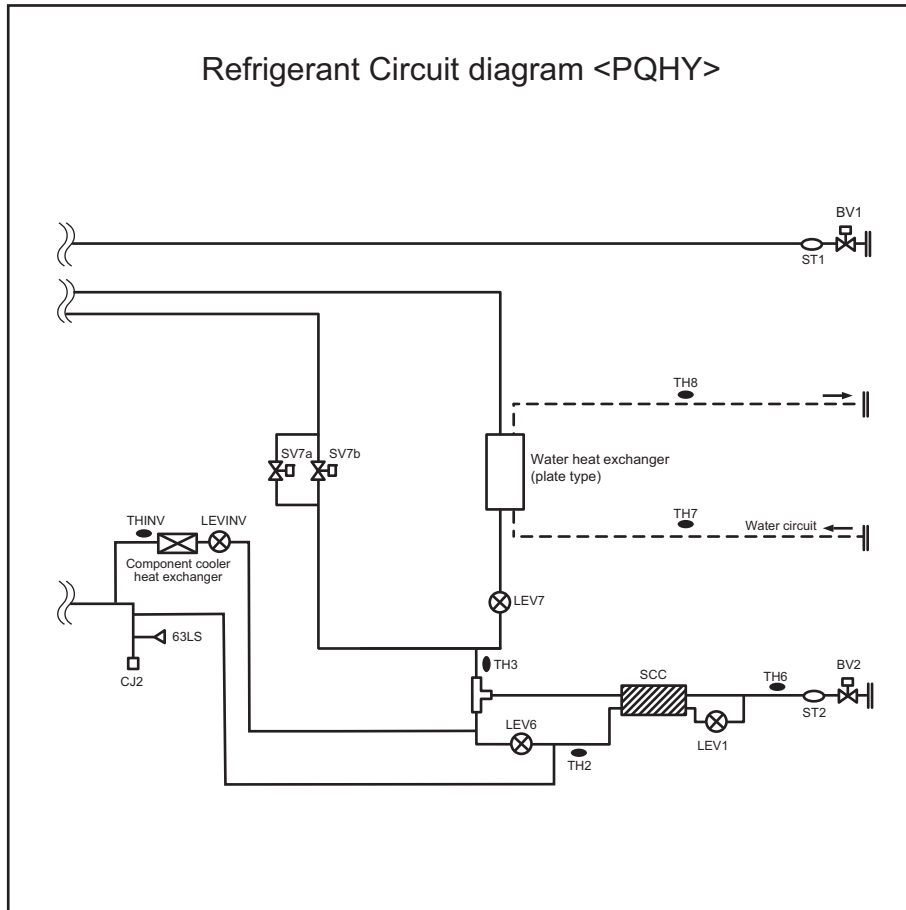 Refrigerant Circuit diagram <PQHY>
BV1
ST1
TH8
SV7a
SV7b
Water heat exchanger
(plate type)
TH7
Water circuit
THINV
LEVINV
Component cooler
heat exchanger
LEV7
63LS
CJ2
TH3
SCC
TH6
BV2
ST2
LEV6
LEV1
TH2